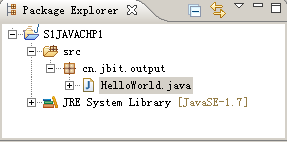 Package Explorer
S1JAVACHP1
src
cn.jbit.output
HelloWorld.java
JRE System Library [JavaSE-1.7]